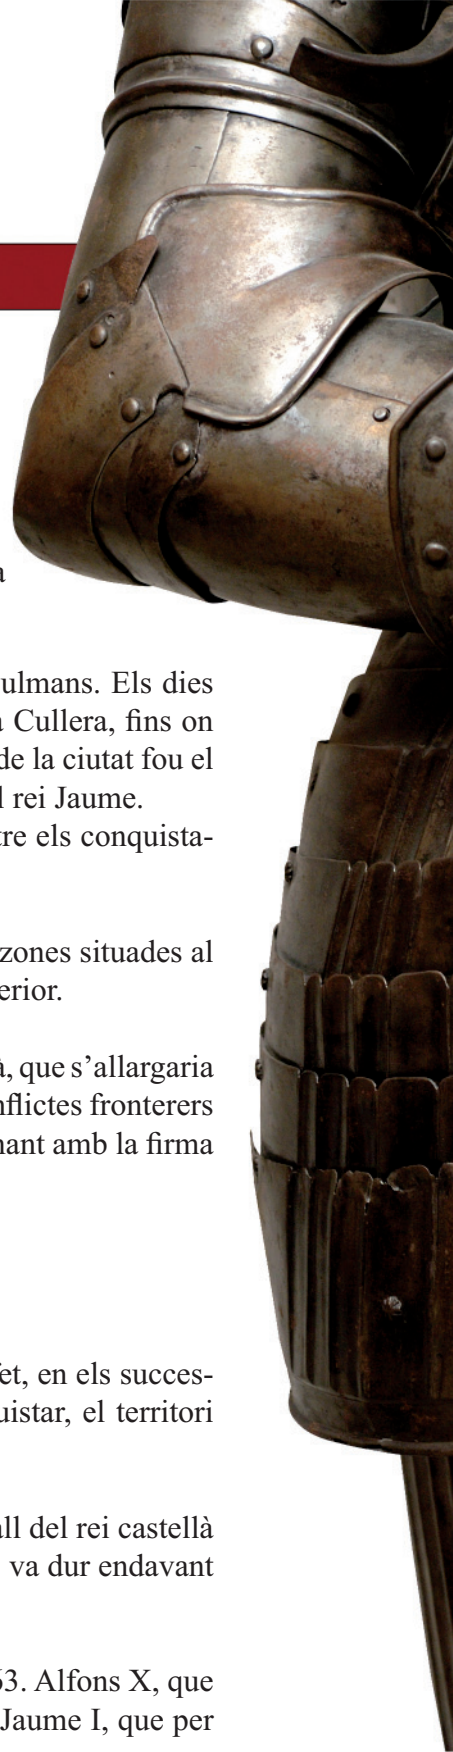 a
ulmans. Els dies
a Cullera, fins on
de la ciutat fou el
l rei Jaume.
tre els conquista-
zones situades al
erior.
à, que s’allargaria
nflictes fronterers
nant amb la firma
fet, en els succes-
uistar, el territori
all del rei castellà
va dur endavant
63. Alfons X, que
Jaume I, que per